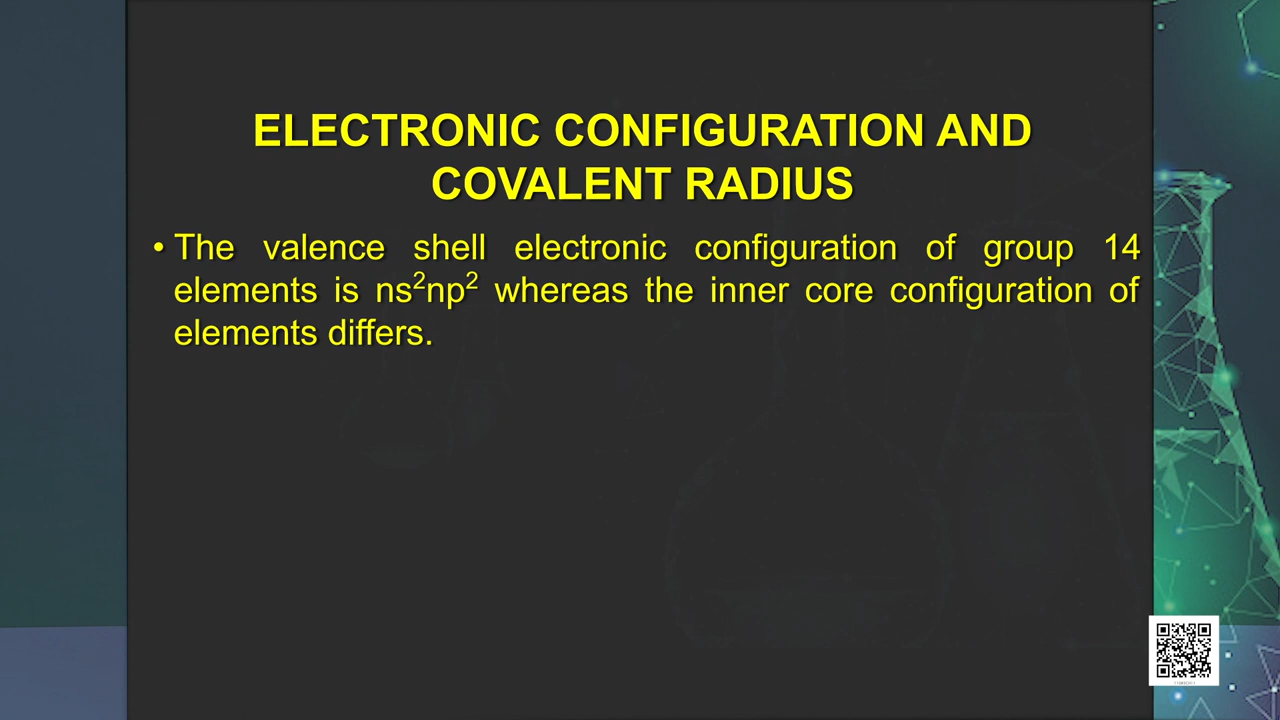 ELECTRONIC CONFIGURATION AND
COVALENT RADIUS
• The valence shell electronic configuration of group 14
elements is ns²np² whereas the inner core configuration of
elements differs.